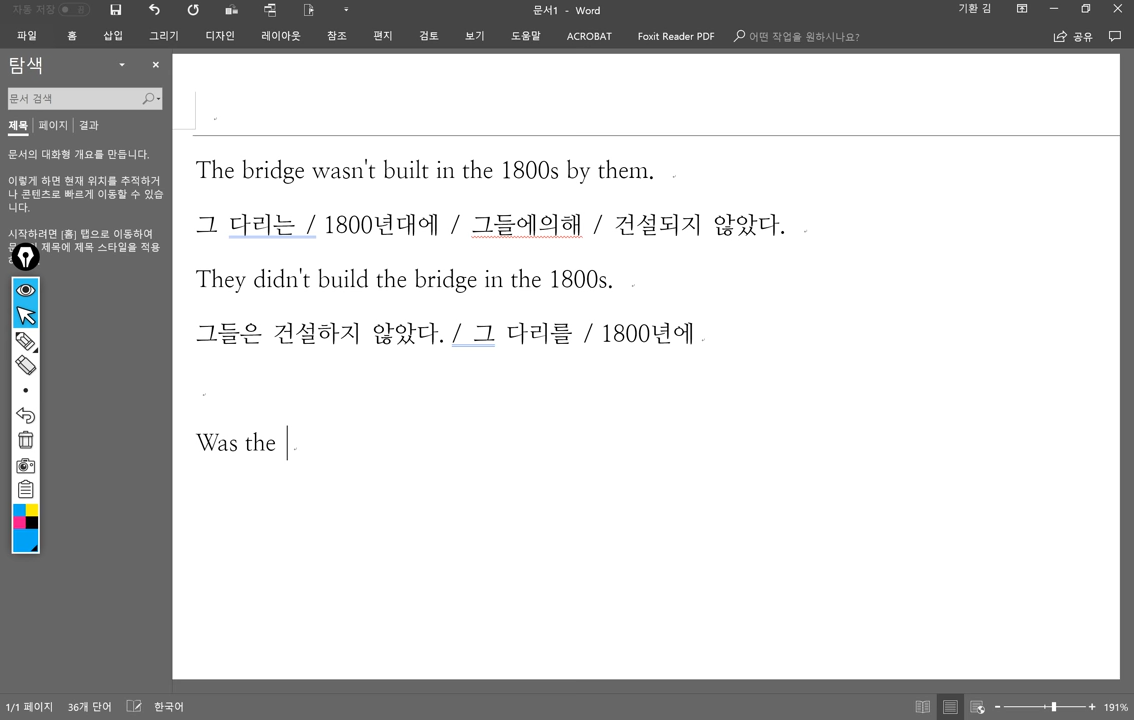 자동 저장
문서1 - Word
기환 김
파일 홈 삽입 그리기 디자인 레이아웃 참조 편지 검토 보기 도움말 ACROBAT Foxit Reader PDF 어떤 작업을 원하시나요? 공유
탐색
문서 검색
제목 페이지 결과
문서의 대화형 개요를 만듭니다.
이렇게 하면 현재 위치를 추적하거
나 콘텐츠로 빠르게 이동할 수 있습
니다.
시작하려면 [홈] 탭으로 이동하여
제목에 제목 스타일을 적용
The bridge wasn't built in the 1800s by them.
그 다리는 / 1800년대에 / 그들에의해 / 건설되지 않았다.
They didn't build the bridge in the 1800s.
그들은 건설하지 않았다. / 그 다리를 / 1800년에
Was the
1/1 페이지 36개 단어 한국어 191%